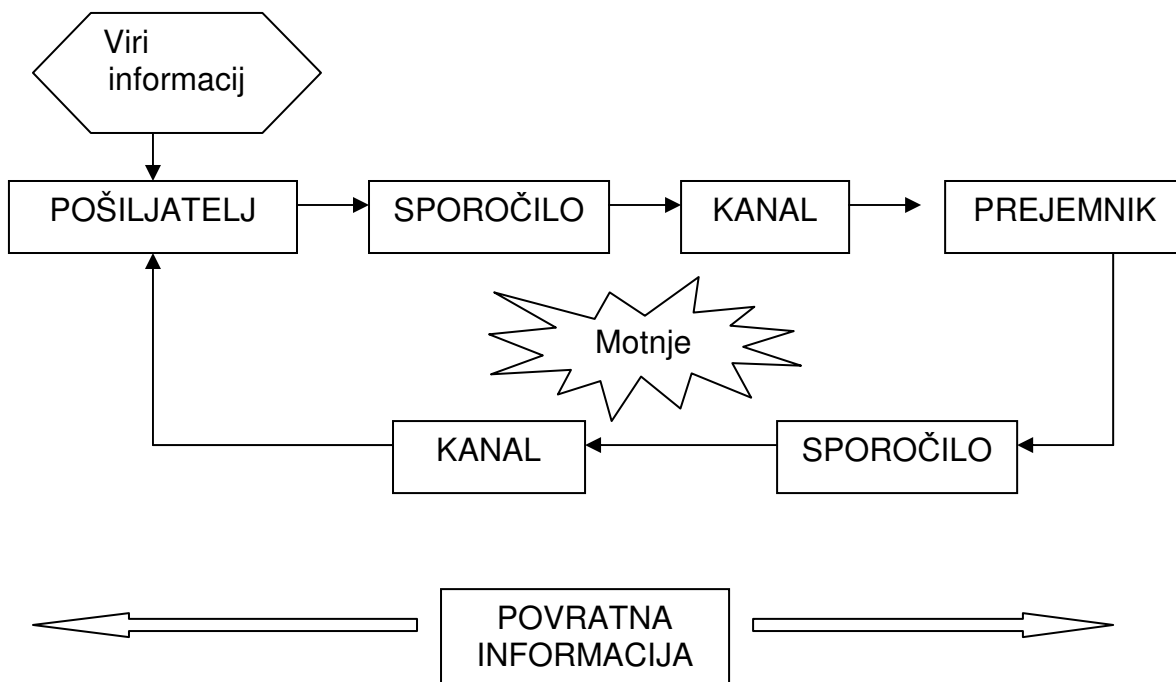 Viri
informacij
POŠILJATELJ
SPOROČILO
KANAL
PREJEMNIK
Motnje
KANAL
SPOROČILO
POVRATNA
INFORMACIJA